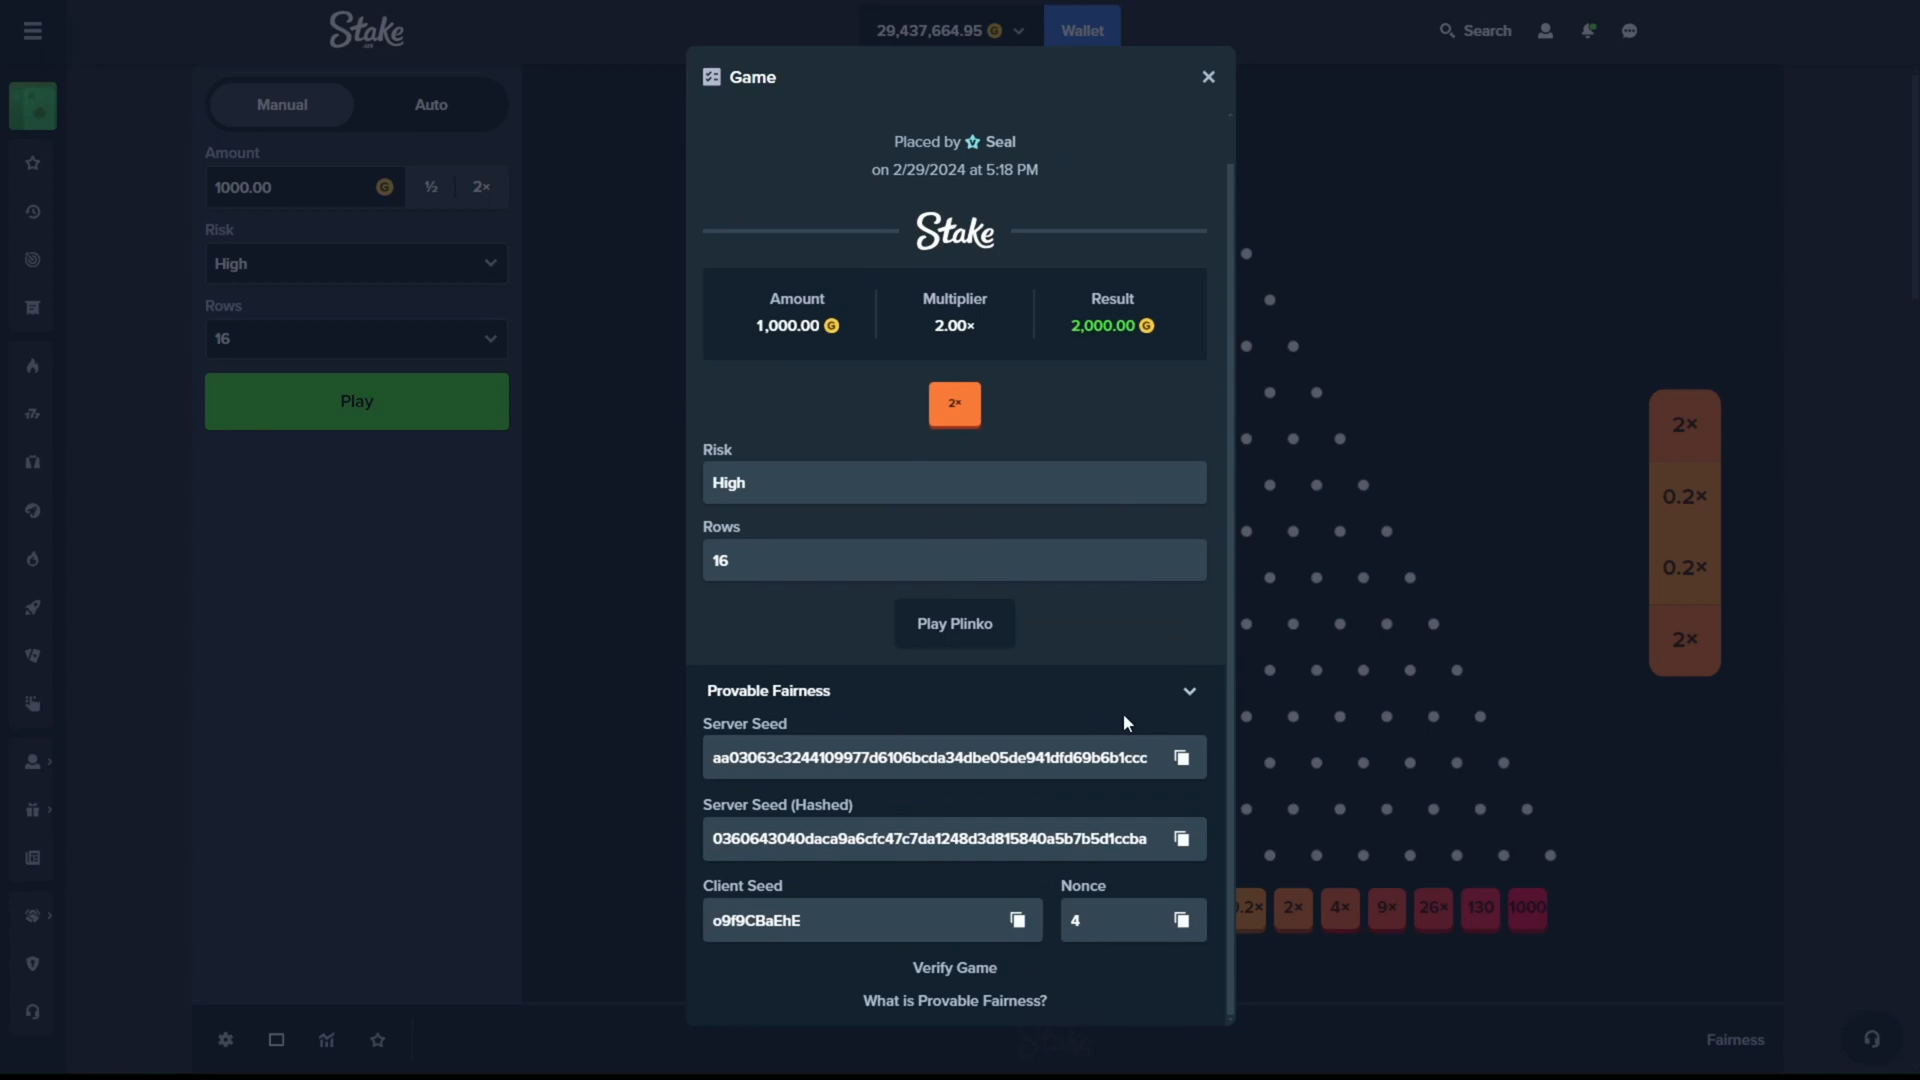 Stake
29,437,664.95
Wallet
Search
Manual
Auto
Amount
1000.00
½
2×
Risk
High
Rows
16
Play
Game
Placed by Seal
on 2/29/2024 at 5:18 PM
Stake
Amount
Multiplier
Result
1,000.00
2.00×
2,000.00
2×
Risk
High
Rows
16
Play Plinko
Provable Fairness
Server Seed
aa03063c3244109977d6106bcda34dbe05de941dfd69b6b1ccc
Server Seed (Hashed)
0360643040daca9a6cfc47c7da1248d3d815840a5b7b5d1ccba
Client Seed
Nonce
o9f9CBaEhE
4
Verify Game
What is Provable Fairness?
2×
0.2×
0.2×
2×
0.2× 2× 4× 9× 26× 130 1000
Stake
Fairness